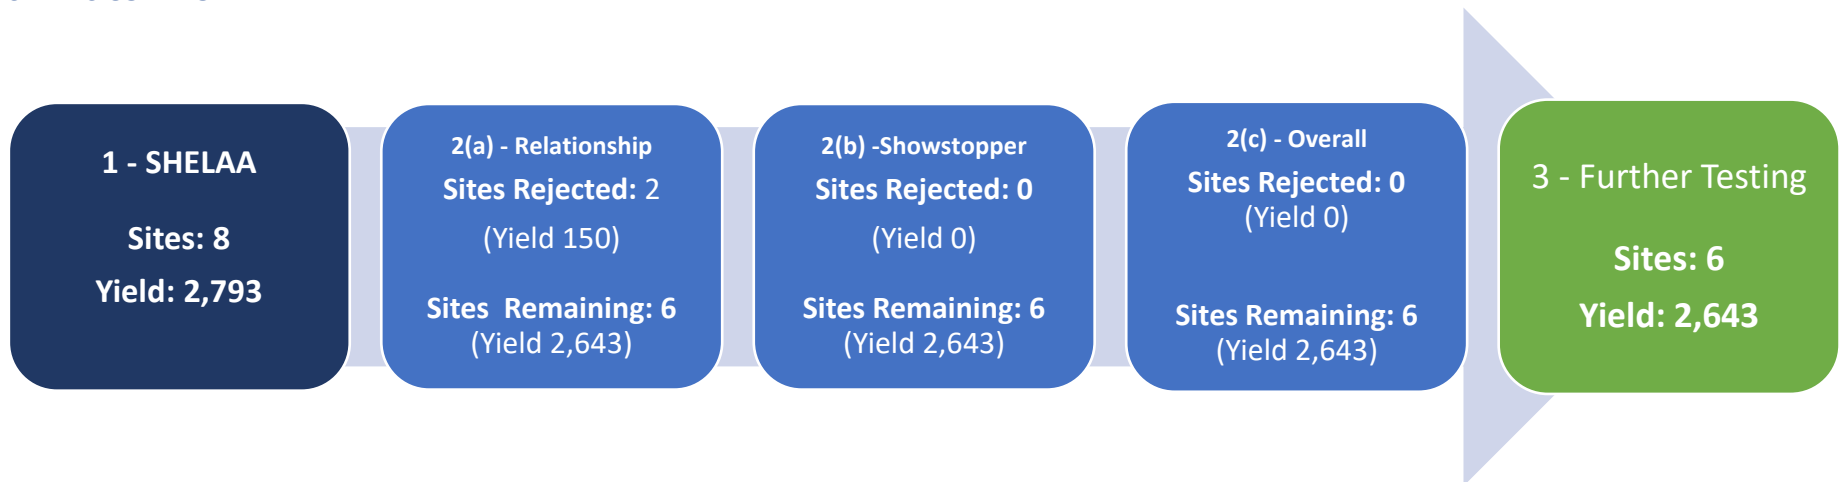 1 - SHELAA
Sites: 8
Yield: 2,793
2(a) - Relationship
Sites Rejected: 2
(Yield 150)
Sites Remaining: 6
(Yield 2,643)
2(b) -Showstopper
Sites Rejected: 0
(Yield 0)
Sites Remaining: 6
(Yield 2,643)
2(c) - Overall
Sites Rejected: 0
(Yield 0)
Sites Remaining: 6
(Yield 2,643)
3 - Further Testing
Sites: 6
Yield: 2,643